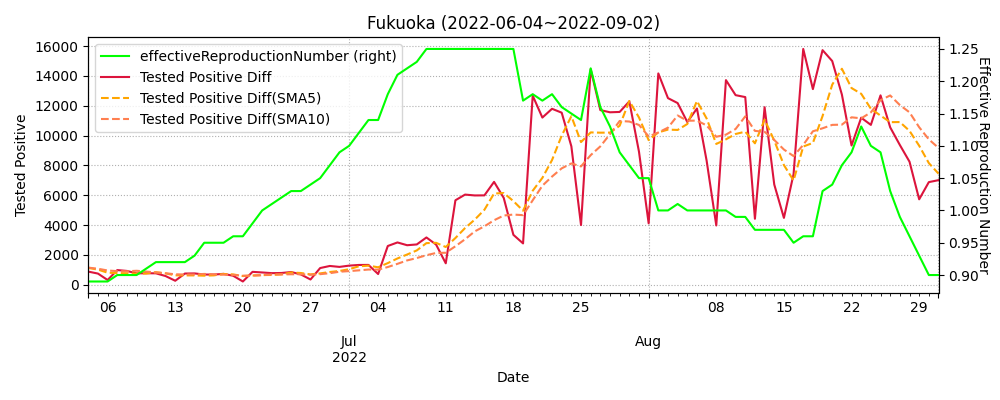 Fukuoka (2022-06-04~2022-09-02)
effectiveReproductionNumber (right)
Tested Positive Diff
Tested Positive Diff(SMA5)
Tested Positive Diff(SMA10)
Tested Positive
16000
14000
12000
10000
8000
6000
4000
2000
0
1.25
1.20
1.15
1.10
1.05
1.00
0.95
0.90
Effective Reproduction Number
06 13 20 27 04 11 18 25 08 15 22 29
Jul Aug
2022
Date